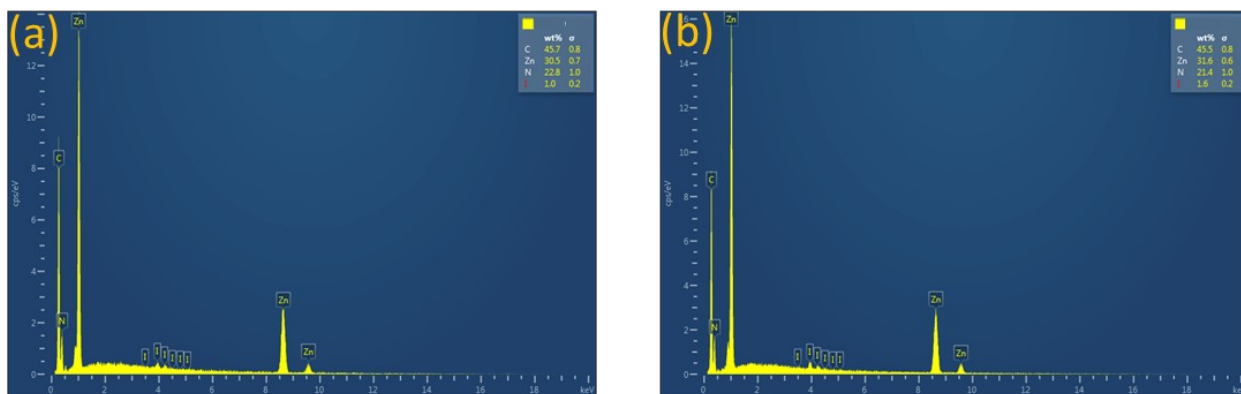 (a)
Zn
wt% σ
C 45.7 0.8
Zn 30.5 0.7
N 22.8 1.0
I 1.0 0.2
12
10
8
6
4
2
0
cps/eV
C
N
I I I I I I
Zn
Zn
0 2 4 6 8 10 12 14 16 18 keV
(b)
Zn
wt% σ
C 45.5 0.8
Zn 31.6 0.6
N 21.4 1.0
I 1.6 0.2
16
14
12
10
8
6
4
2
0
cps/eV
C
N
I I I I I I
Zn
Zn
0 2 4 6 8 10 12 14 16 18